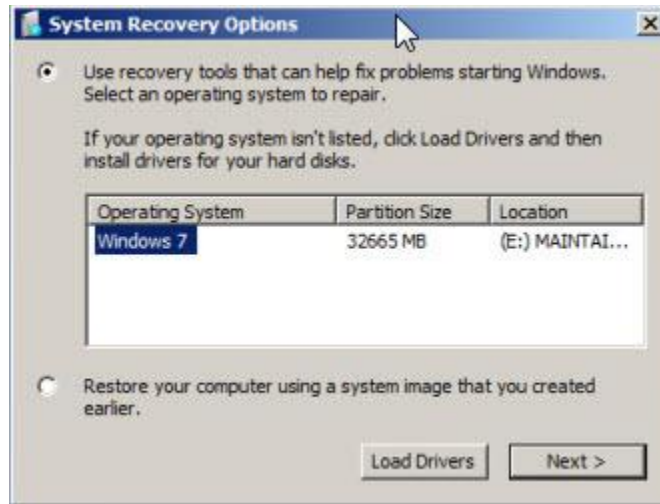 System Recovery Options
Use recovery tools that can help fix problems starting Windows.
Select an operating system to repair.
If your operating system isn't listed, click Load Drivers and then
install drivers for your hard disks.
Operating System Partition Size Location
Windows 7 32665 MB (E:) MAINTAI...
Restore your computer using a system image that you created
earlier.
Load Drivers Next >